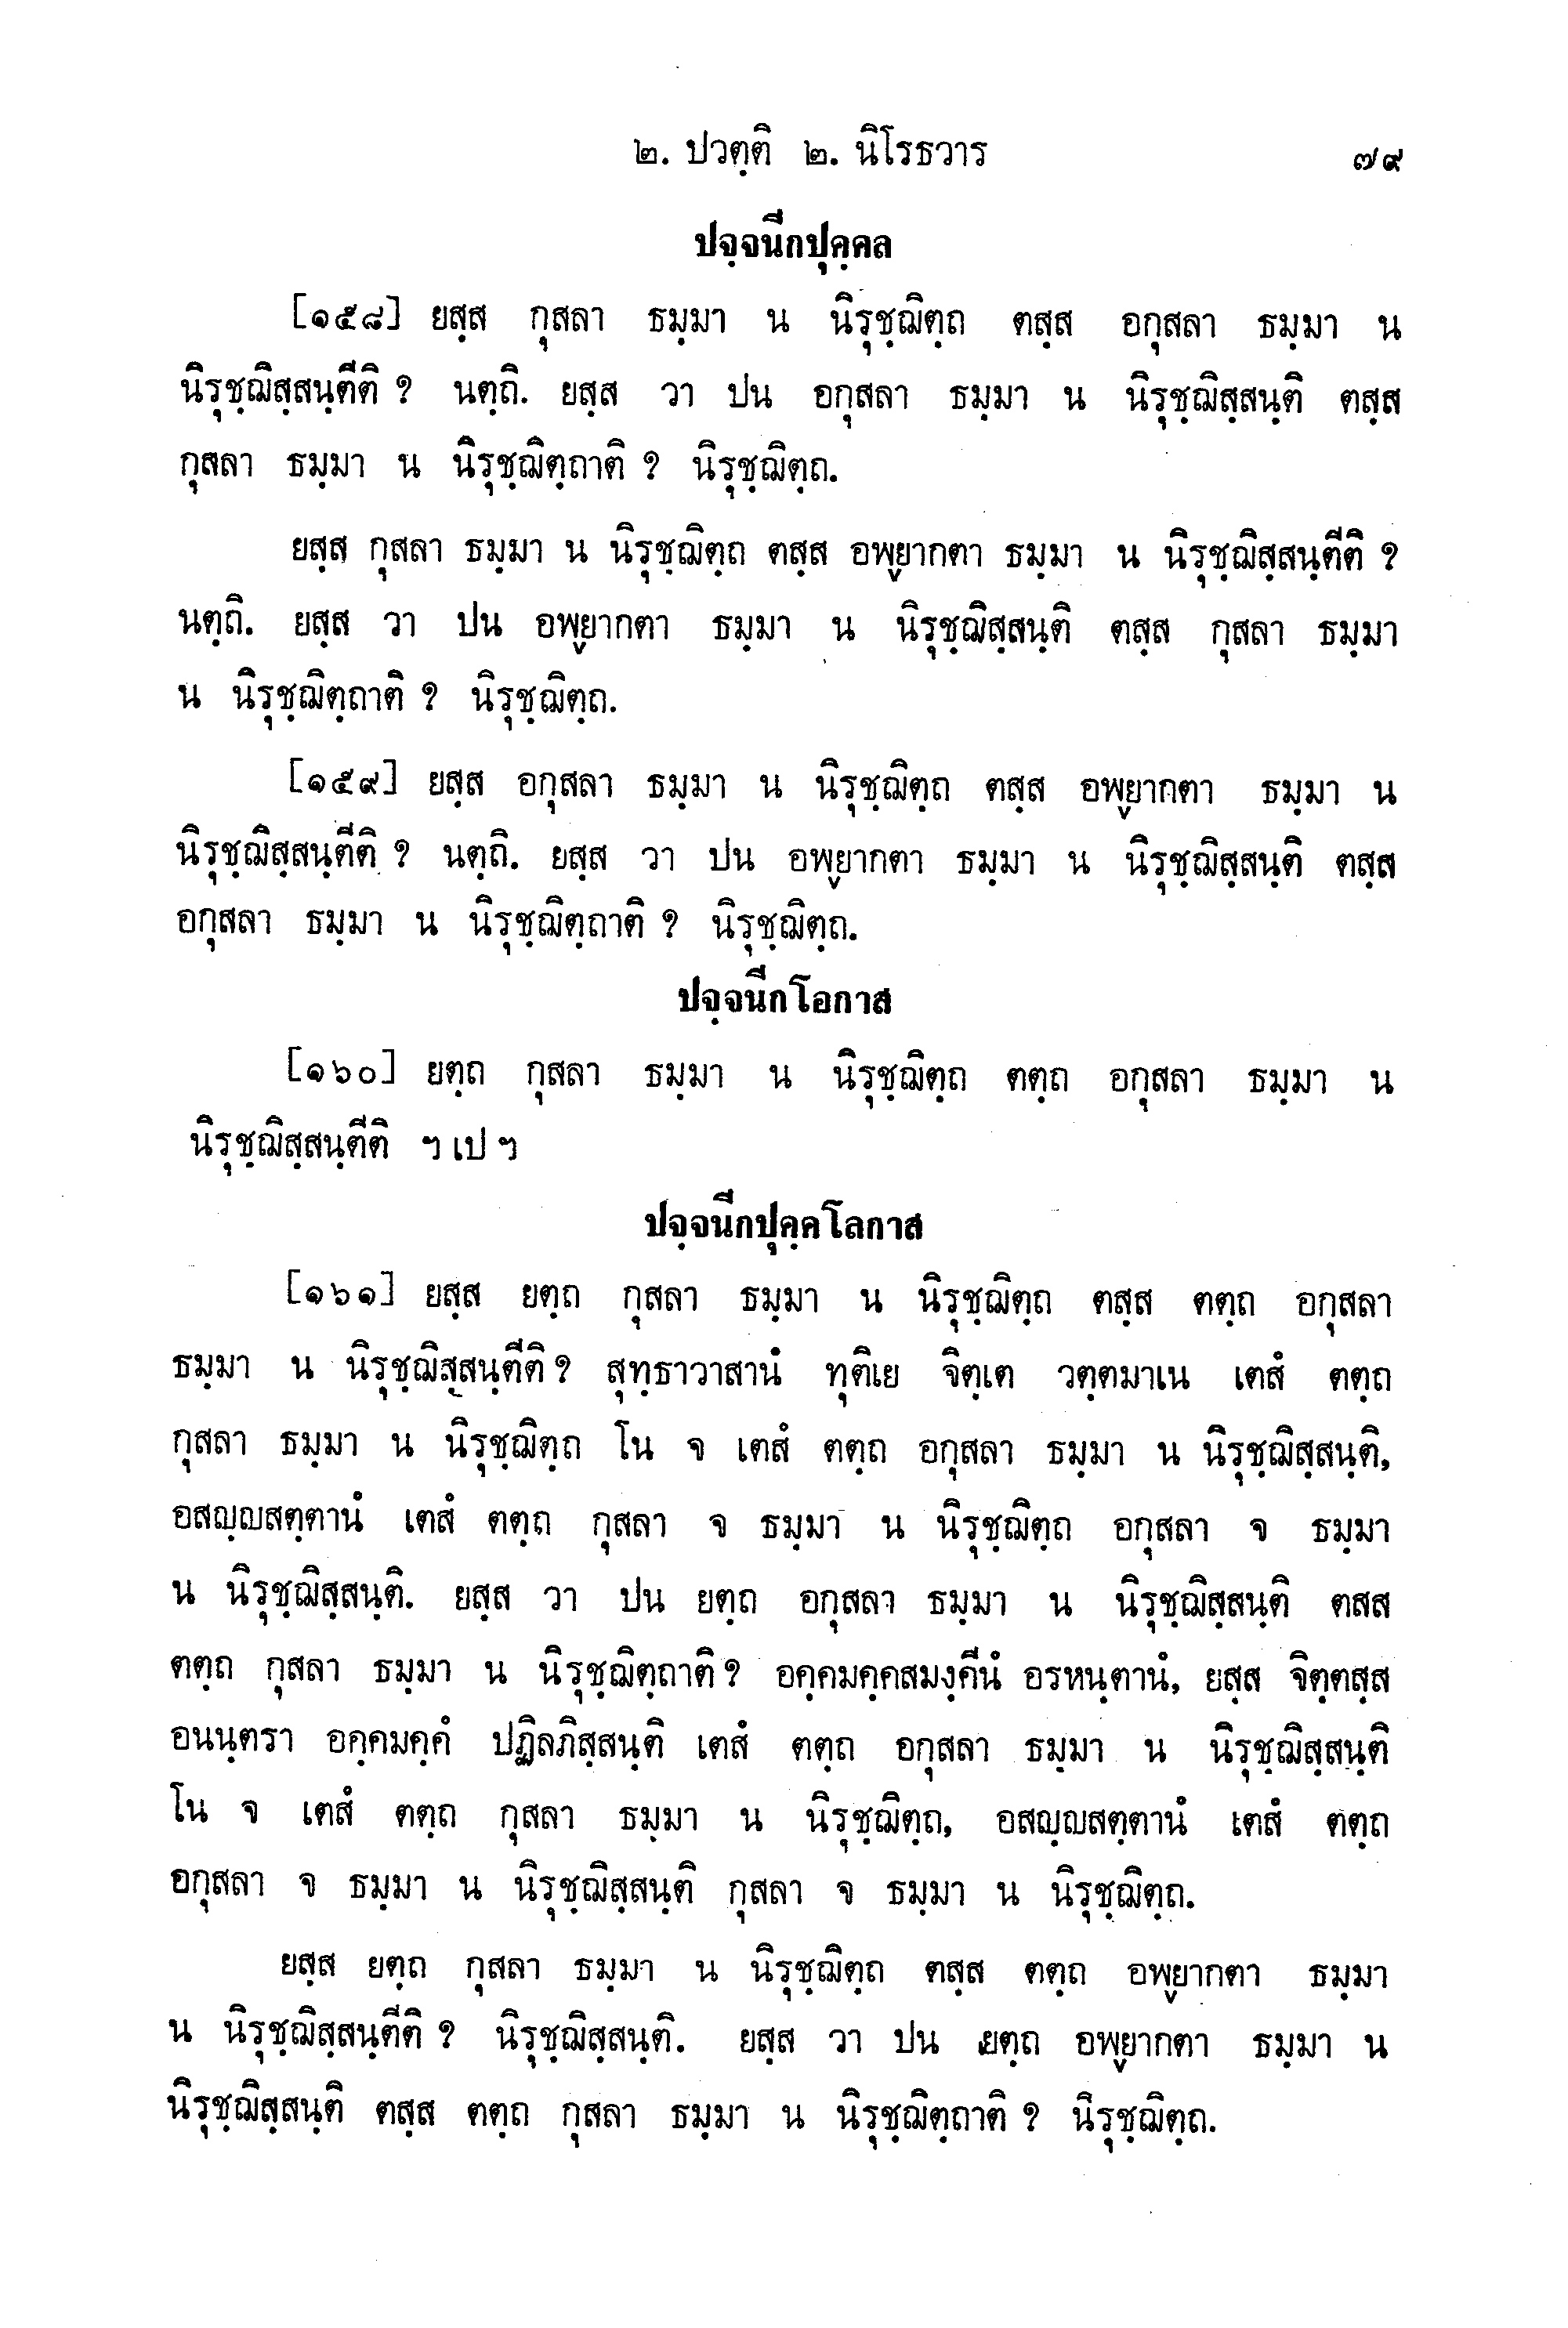 ๒. ปวตฺติ ๒. นิโรธวาร ๗๙
ปจฺจนีกปุคฺคล
[๑๕๘] ยสฺส กุสลา ธมฺมา น นิรุชฺฌิตฺถ ตสฺส อกุสลา ธมฺมา น
นิรุชฺฌิสฺสนฺตีติ ? นตฺถิ. ยสฺส วา ปน อกุสลา ธมฺมา น นิรุชฺฌิสฺสนฺติ ตสฺส
กุสลา ธมฺมา น นิรุชฺฌิตฺถาติ ? นิรุชฺฌิตฺถ.
ยสฺส กุสลา ธมฺมา น นิรุชฺฌิตฺถ ตสฺส อพฺยากตา ธมฺมา น นิรุชฺฌิสฺสนฺตีติ ?
นตฺถิ. ยสฺส วา ปน อพฺยากตา ธมฺมา น นิรุชฺฌิสฺสนฺติ ตสฺส กุสลา ธมฺมา
น นิรุชฺฌิตฺถาติ ? นิรุชฺฌิตฺถ.
[๑๕๙] ยสฺส อกุสลา ธมฺมา น นิรุชฺฌิตฺถ ตสฺส อพฺยากตา ธมฺมา น
นิรุชฺฌิสฺสนฺตีติ ? นตฺถิ. ยสฺส วา ปน อพฺยากตา ธมฺมา น นิรุชฺฌิสฺสนฺติ ตสฺส
อกุสลา ธมฺมา น นิรุชฺฌิตฺถาติ ? นิรุชฺฌิตฺถ.
ปจฺจนีกโอกาส
[๑๖๐] ยตฺถ กุสลา ธมฺมา น นิรุชฺฌิตฺถ ตตฺถ อกุสลา ธมฺมา น
นิรุชฺฌิสฺสนฺตีติ ฯ เป ฯ
ปจฺจนีกปุคฺคโลกาส
[๑๖๑] ยสฺส ยตฺถ กุสลา ธมฺมา น นิรุชฺฌิตฺถ ตสฺส ตตฺถ อกุสลา
ธมฺมา น นิรุชฺฌิสฺสนฺตีติ ? สุทฺธาวาสานํ ทุติเย จิตฺเต วตฺตมาเน เตสํ ตตฺถ
กุสลา ธมฺมา น นิรุชฺฌิตฺถ โน จ เตสํ ตตฺถ อกุสลา ธมฺมา น นิรุชฺฌิสฺสนฺติ,
อสญฺญสตฺตานํ เตสํ ตตฺถ กุสลา จ ธมฺมา น นิรุชฺฌิตฺถ อกุสลา จ ธมฺมา
น นิรุชฺฌิสฺสนฺติ. ยสฺส วา ปน ยตฺถ อกุสลา ธมฺมา น นิรุชฺฌิสฺสนฺติ ตสส
ตตฺถ กุสลา ธมฺมา น นิรุชฺฌิตฺถาติ ? อคฺคมคฺคสมงฺคีนํ อรหนฺตานํ, ยสฺส จิตฺตสฺส
อนนฺตรา อคฺคมคฺคํ ปฏิลภิสฺสนฺติ เตสํ ตตฺถ อกุสลา ธมฺมา น นิรุชฺฌิสฺสนฺติ
โน จ เตสํ ตตฺถ กุสลา ธมฺมา น นิรุชฺฌิตฺถ, อสญฺญสตฺตานํ เตสํ ตตฺถ
อกุสลา จ ธมฺมา น นิรุชฺฌิสฺสนฺติ กุสลา จ ธมฺมา น นิรุชฺฌิตฺถ.
ยสฺส ยตฺถ กุสลา ธมฺมา น นิรุชฺฌิตฺถ ตสฺส ตตฺถ อพฺยากตา ธมฺมา
น นิรุชฺฌิสฺสนฺตีติ ? นิรุชฺฌิสฺสนฺติ. ยสฺส วา ปน ยตฺถ อพฺยากตา ธมฺมา น
นิรุชฺฌิสฺสนฺติ ตสฺส ตตฺถ กุสลา ธมฺมา น นิรุชฺฌิตฺถาติ ? นิรุชฺฌิตฺถ.